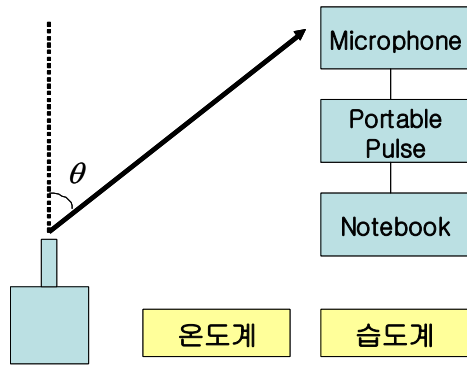 Microphone
Portable
Pulse
θ
Notebook
온도계
습도계